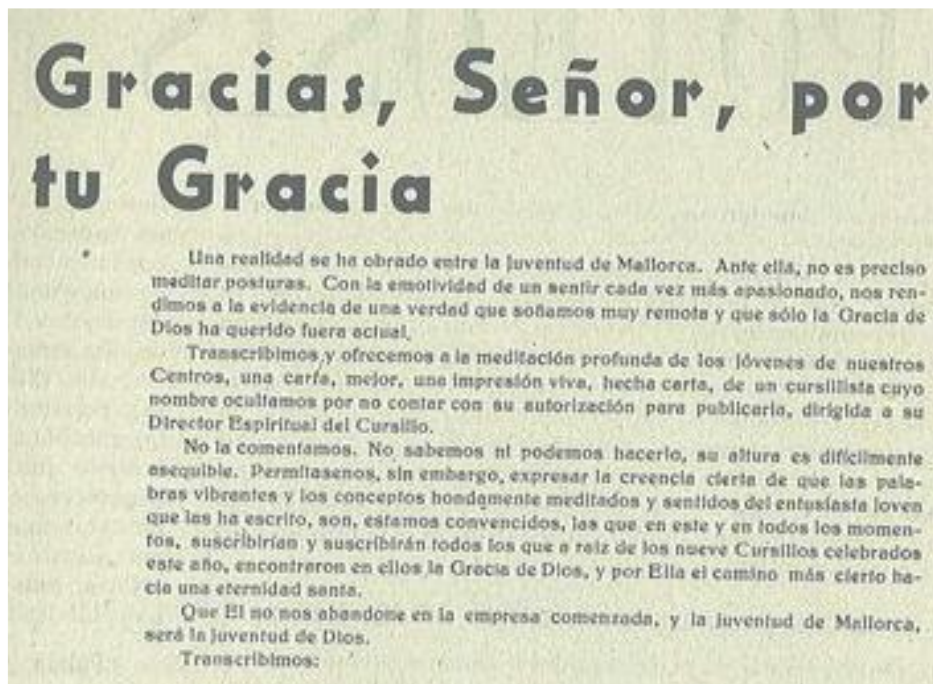 Gracias, Señor, por
tu Gracia
Una realidad se ha obrado entre la juventud de Mallorca. Ante ella, no es preciso
meditar posturas. Con la emotividad de un sentir cada vez más apasionado, nos ren-
dimos a la evidencia de una verdad que soñamos muy remota y que sólo la Gracia de
Dios ha querido fuera actual.
Transcribimos y ofrecemos a la meditación profunda de los jóvenes de nuestros
Centros, una carta, mejor, una impresión viva, hecha carta, de un cursillista cuyo
nombre ocultamos por no contar con su autorización para publicarla, dirigida a su
Director Espiritual del Cursillo.
No la comentamos. No sabemos ni podemos hacerlo, su altura es difícilmente
asequible. Permítasenos, sin embargo, expresar la creencia cierta de que las pala-
bras vibrantes y los conceptos hondamente meditados y sentidos del entusiasta joven
que las ha escrito, son, estamos convencidos, las que en este y en todos los momen-
tos, suscribirían y suscribirán todos los que a raíz de los nueve Cursillos celebrados
este año, encontraron en ellos la Gracia de Dios, y por Ella el camino más cierto ha-
cia una eternidad santa.
Que El no nos abandone en la empresa comenzada, y la juventud de Mallorca,
será la juventud de Dios.
Transcribimos: